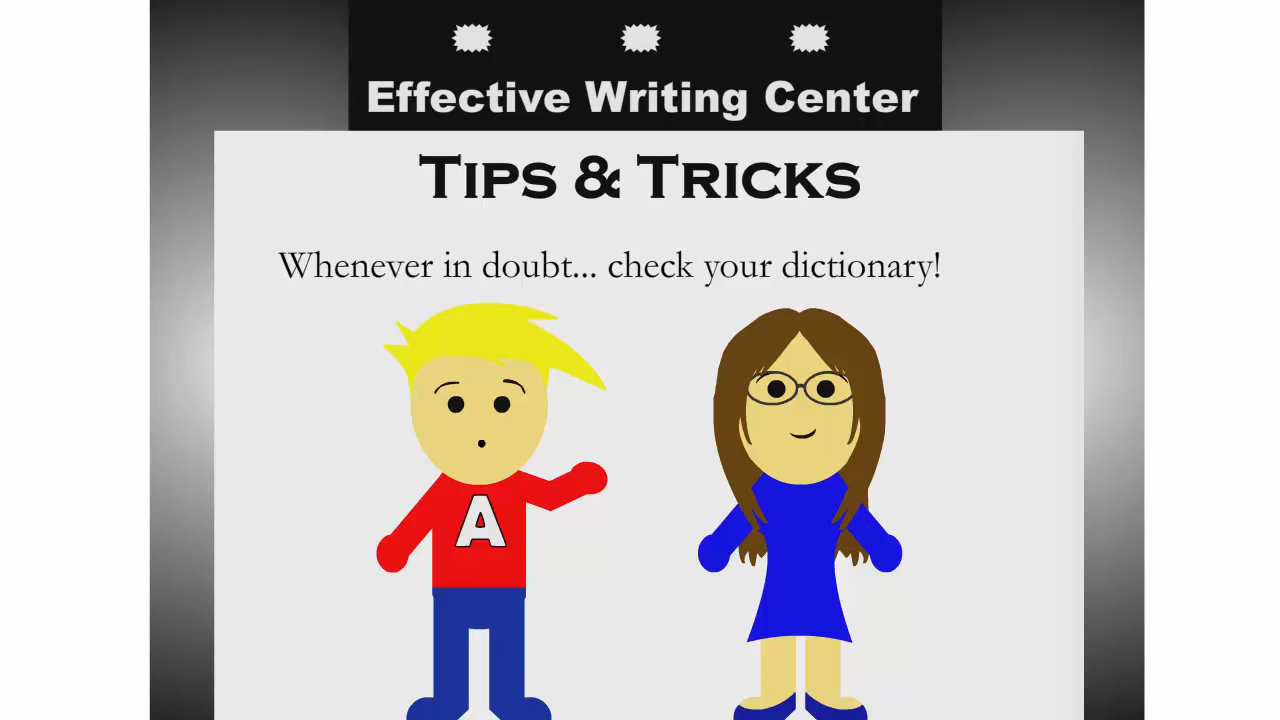 Effective Writing Center
Tips & Tricks
Whenever in doubt... check your dictionary!
A